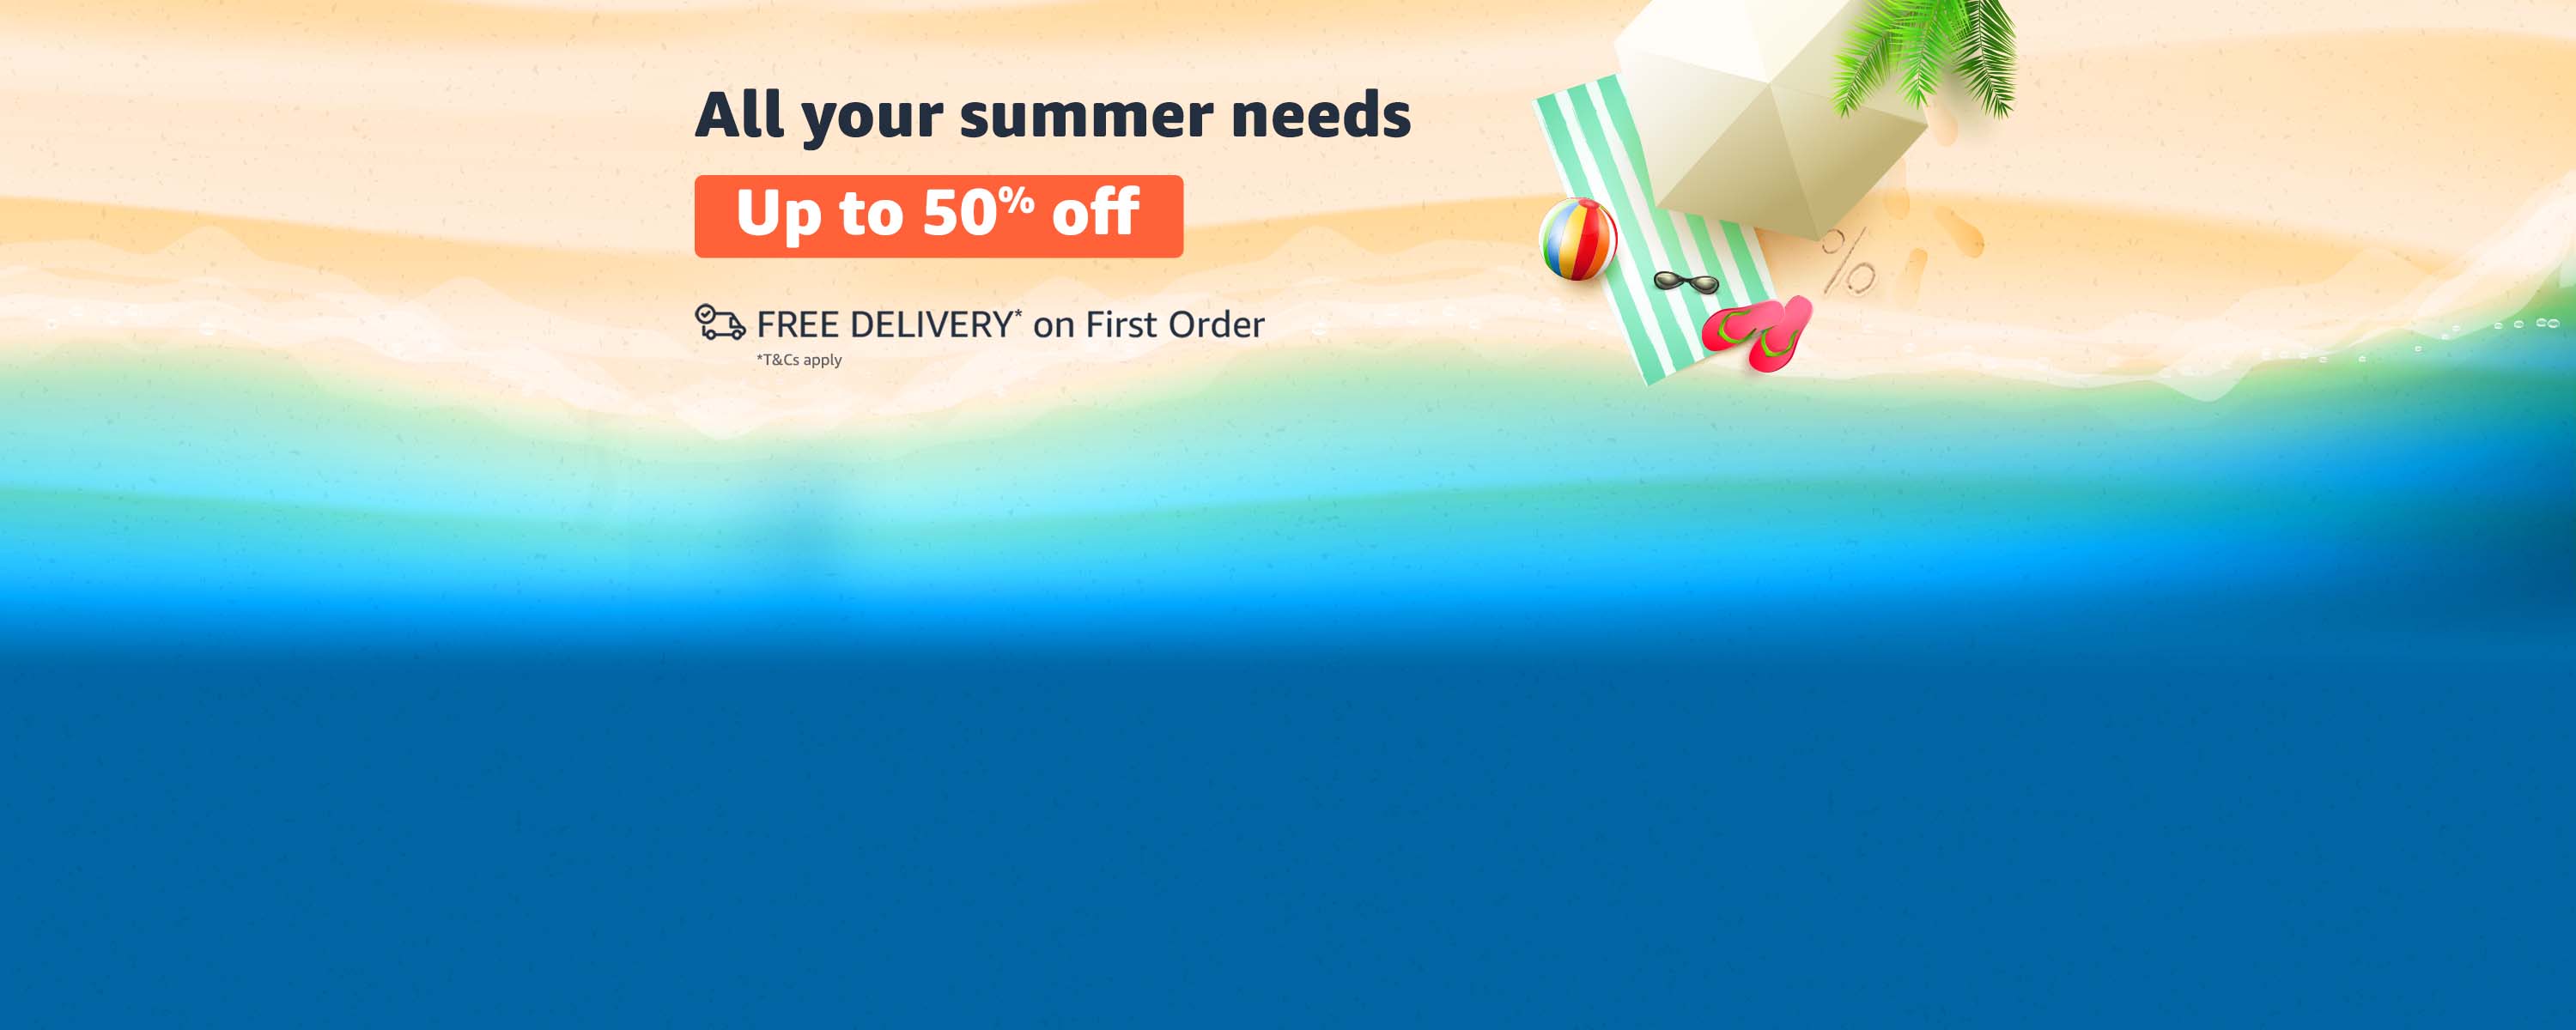 All your summer needs
Up to 50% off
FREE DELIVERY* on First Order
*T&Cs apply
%